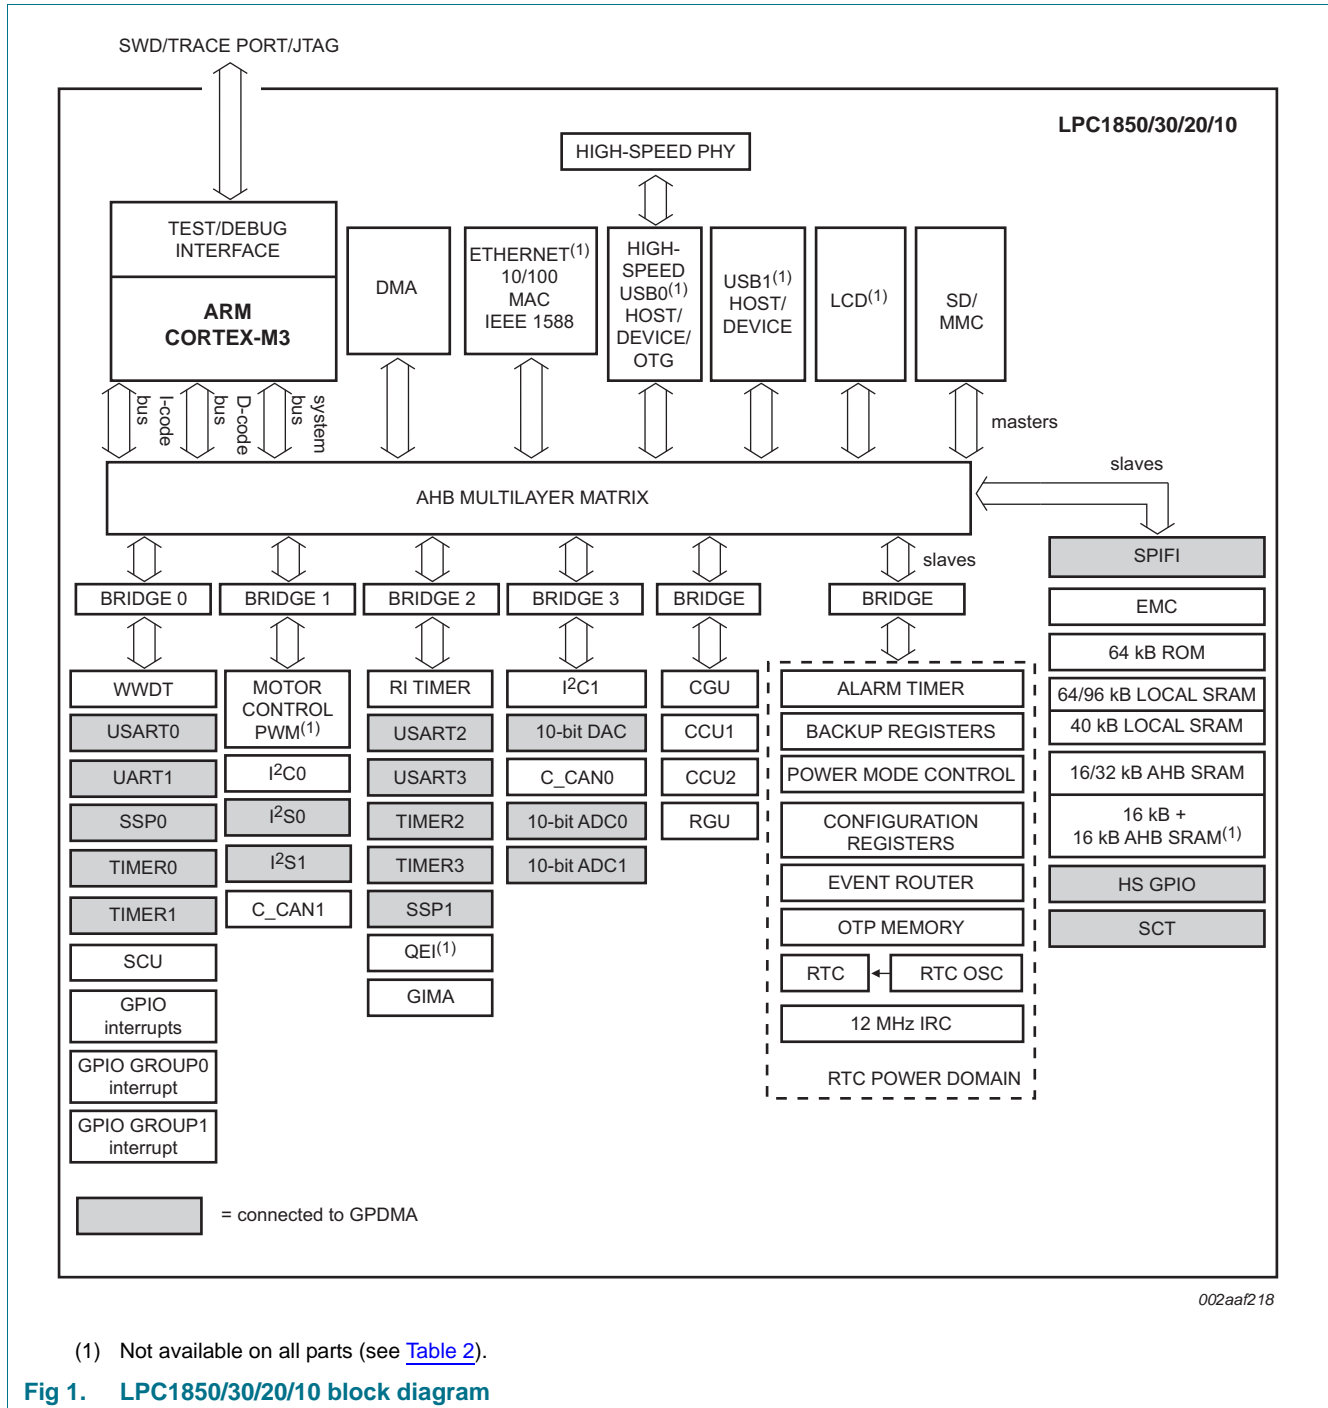 SWD/TRACE PORT/JTAG
LPC1850/30/20/10
HIGH-SPEED PHY
TEST/DEBUG
INTERFACE
ARM
CORTEX-M3
DMA
ETHERNET(1)
10/100
MAC
IEEE 1588
HIGH-
SPEED
USB0(1)
HOST/
DEVICE/
OTG
USB1(1)
HOST/
DEVICE
LCD(1)
SD/
MMC
I-code
bus
D-code
bus
system
bus
masters
slaves
AHB MULTILAYER MATRIX
slaves
BRIDGE 0
BRIDGE 1
BRIDGE 2
BRIDGE 3
BRIDGE
BRIDGE
WWDT
USART0
UART1
SSP0
TIMER0
TIMER1
SCU
GPIO
interrupts
GPIO GROUP0
interrupt
GPIO GROUP1
interrupt
MOTOR
CONTROL
PWM(1)
I2C0
I2S0
I2S1
C_CAN1
RI TIMER
USART2
USART3
TIMER2
TIMER3
SSP1
QEI(1)
GIMA
I2C1
10-bit DAC
C_CAN0
10-bit ADC0
10-bit ADC1
CGU
CCU1
CCU2
RGU
ALARM TIMER
BACKUP REGISTERS
POWER MODE CONTROL
CONFIGURATION
REGISTERS
EVENT ROUTER
OTP MEMORY
RTC
RTC OSC
12 MHz IRC
RTC POWER DOMAIN
SPIFI
EMC
64 kB ROM
64/96 kB LOCAL SRAM
40 kB LOCAL SRAM
16/32 kB AHB SRAM
16 kB +
16 kB AHB SRAM(1)
HS GPIO
SCT
= connected to GPDMA
002aaf218
(1) Not available on all parts (see Table 2).
Fig 1. LPC1850/30/20/10 block diagram